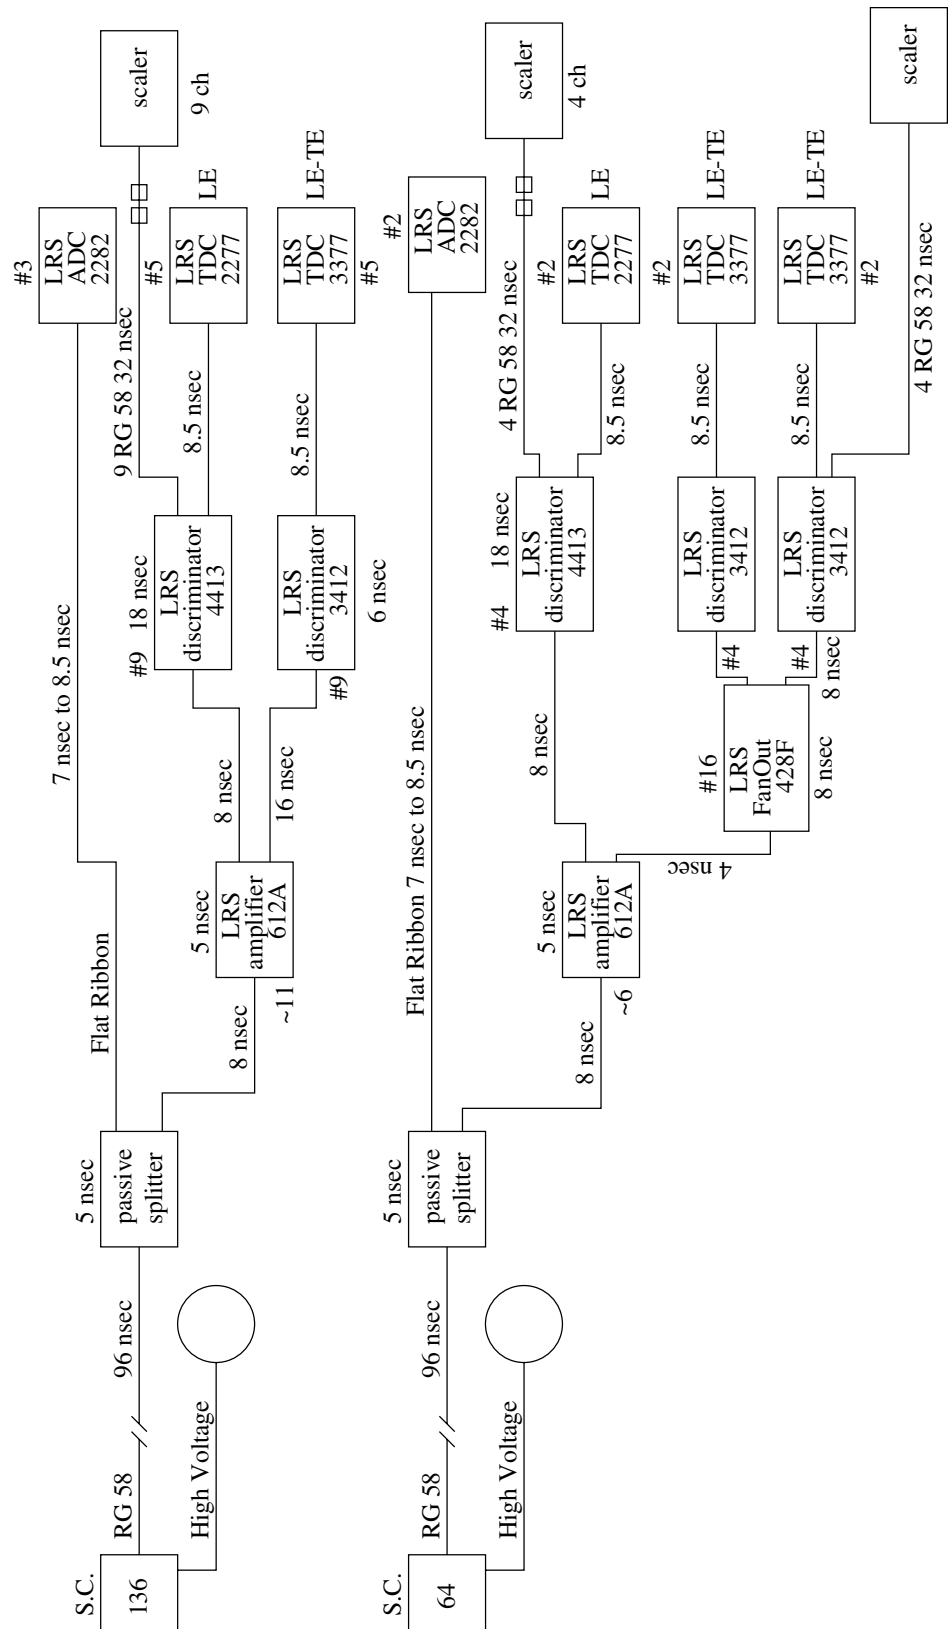 S.C.
136
RG 58
96 nsec
High Voltage
5 nsec
passive
splitter
Flat Ribbon
7 nsec to 8.5 nsec
#3
LRS
ADC
2282
8 nsec
5 nsec
LRS
amplifier
612A
~11
8 nsec
16 nsec
#9
18 nsec
LRS
discriminator
4413
9 RG 58 32 nsec
scaler
9 ch
8.5 nsec
#5
LRS
TDC
2277
LE
#9
LRS
discriminator
3412
6 nsec
8.5 nsec
LRS
TDC
3377
#5
LE-TE
S.C.
64
RG 58
96 nsec
High Voltage
5 nsec
passive
splitter
Flat Ribbon 7 nsec to 8.5 nsec
#2
LRS
ADC
2282
8 nsec
5 nsec
LRS
amplifier
612A
~6
8 nsec
#4
18 nsec
LRS
discriminator
4413
4 RG 58 32 nsec
scaler
4 ch
8.5 nsec
#2
LRS
TDC
2277
LE
4 nsec
#16
LRS
FanOut
428F
8 nsec
#4
LRS
discriminator
3412
8.5 nsec
#2
LRS
TDC
3377
LE-TE
#4
8 nsec
LRS
discriminator
3412
8.5 nsec
LRS
TDC
3377
#2
LE-TE
4 RG 58 32 nsec
scaler